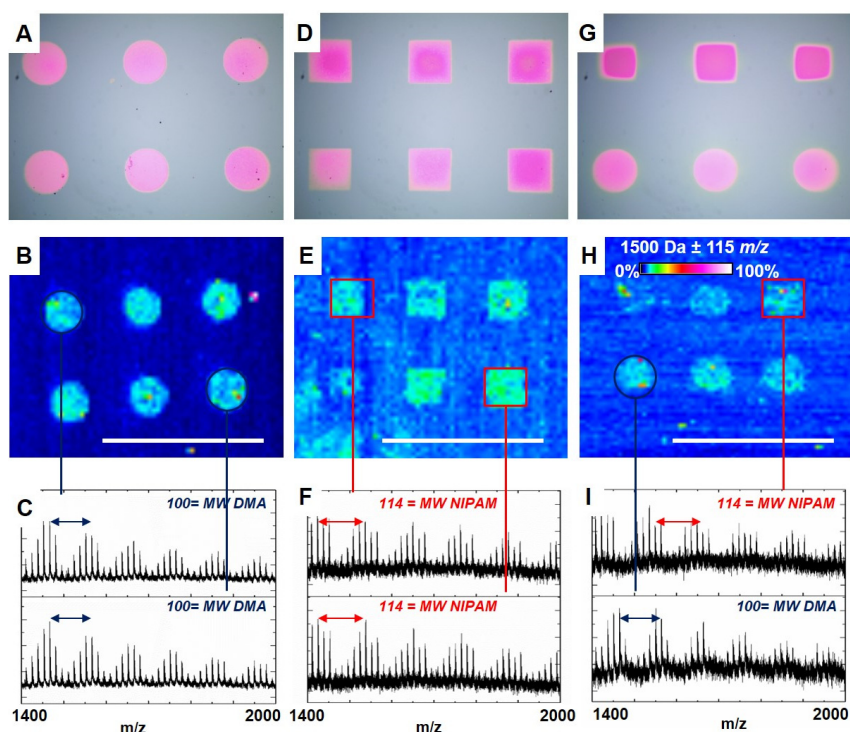 A
D
G
B
E
H
1500 Da ± 115 m/z
0%
100%
C
100= MW DMA
100= MW DMA
1400
2000
m/z
F
114 = MW NIPAM
114 = MW NIPAM
1400
2000
m/z
I
114 = MW NIPAM
100= MW DMA
1400
2000
m/z